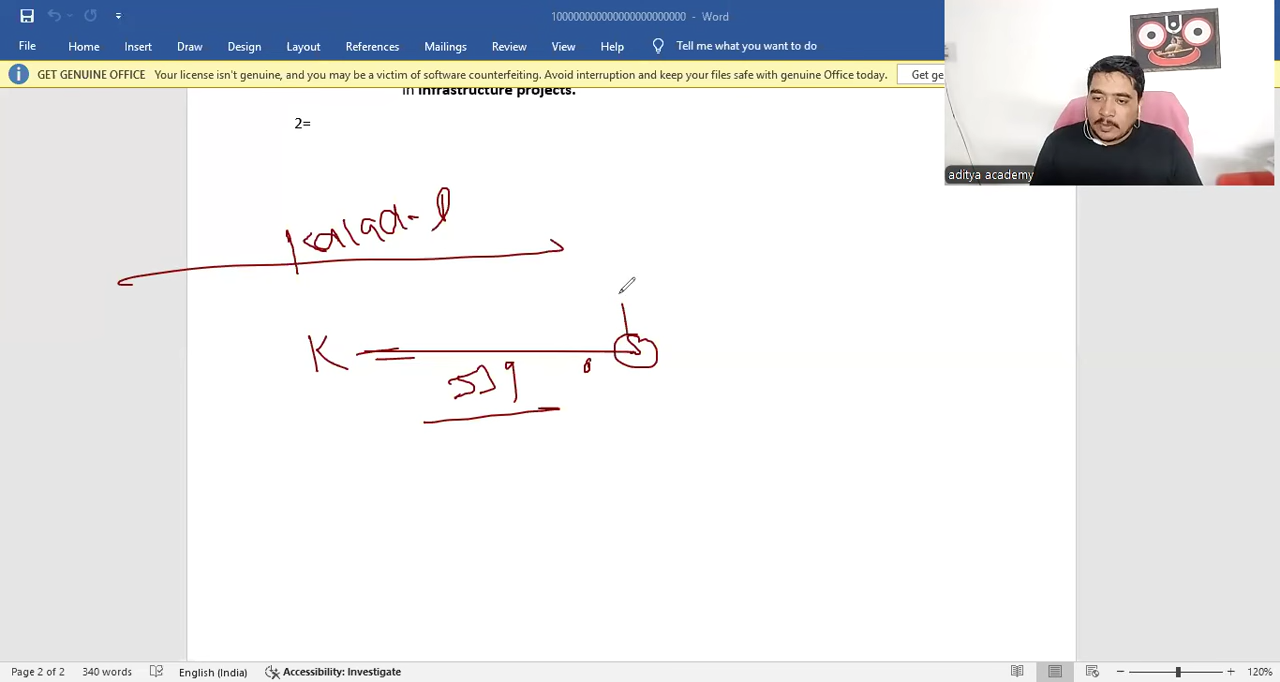 10000000000000000000000 - Word
File Home Insert Draw Design Layout References Mailings Review View Help Tell me what you want to do
GET GENUINE OFFICE Your license isn't genuine, and you may be a victim of software counterfeiting. Avoid interruption and keep your files safe with genuine Office today. Get ge
in infrastructure projects.
2=
aditya academy
K
S
539
Page 2 of 2 340 words English (India) Accessibility: Investigate 120%